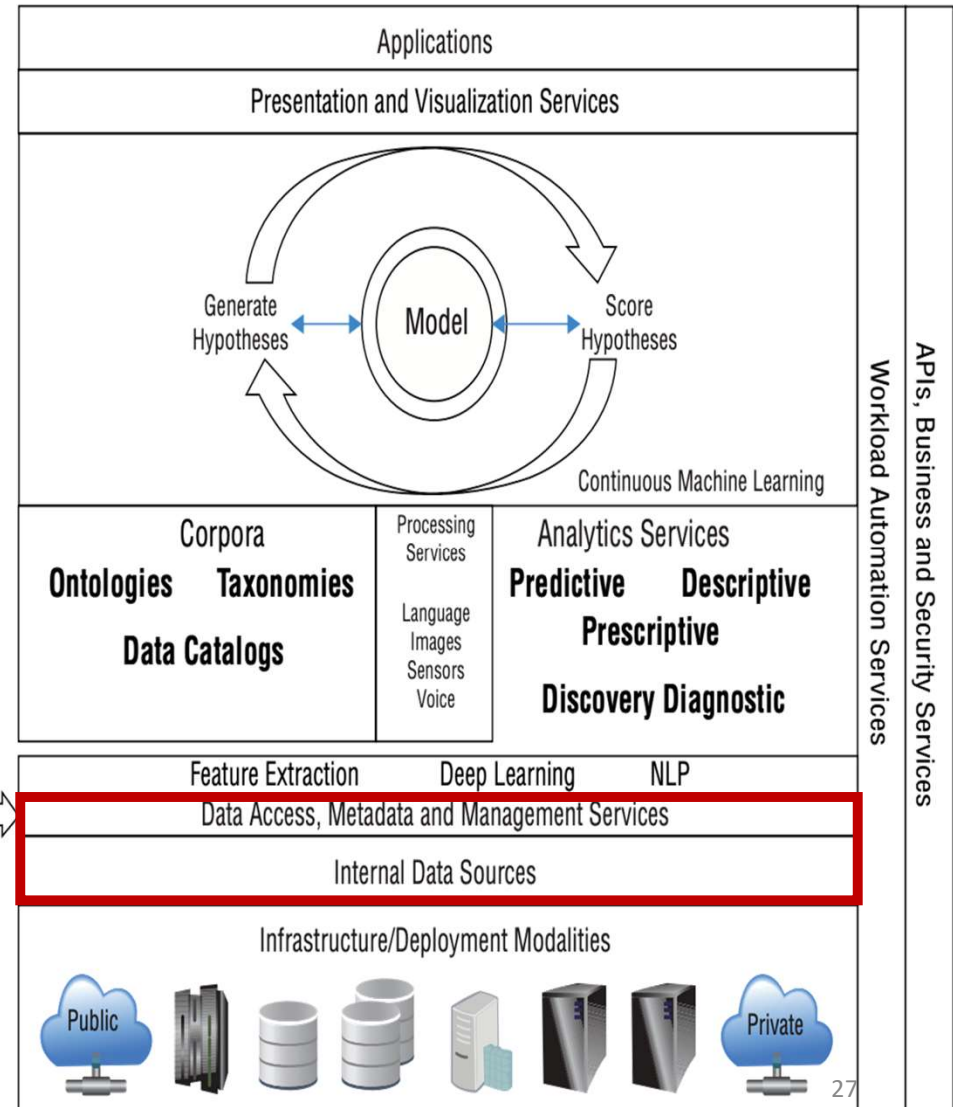 Applications
Presentation and Visualization Services
Generate
Hypotheses
Model
Score
Hypotheses
Continuous Machine Learning
Corpora
Ontologies Taxonomies
Data Catalogs
Processing
Services
Language
Images
Sensors
Voice
Analytics Services
Predictive Descriptive
Prescriptive
Discovery Diagnostic
Feature Extraction Deep Learning NLP
Data Access, Metadata and Management Services
Internal Data Sources
Infrastructure/Deployment Modalities
Public
Private
27
Workload Automation Services
APIs, Business and Security Services